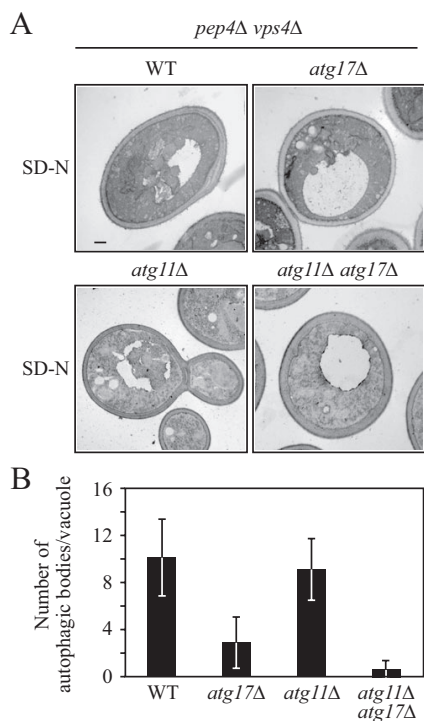 A
pep4Δ vps4Δ
WT
atg17Δ
SD-N
atg11Δ
atg11Δ atg17Δ
SD-N
B
Number of
autophagic bodies/vacuole
16
12
8
4
0
WT
atg17Δ
atg11Δ
atg11Δ
atg17Δ